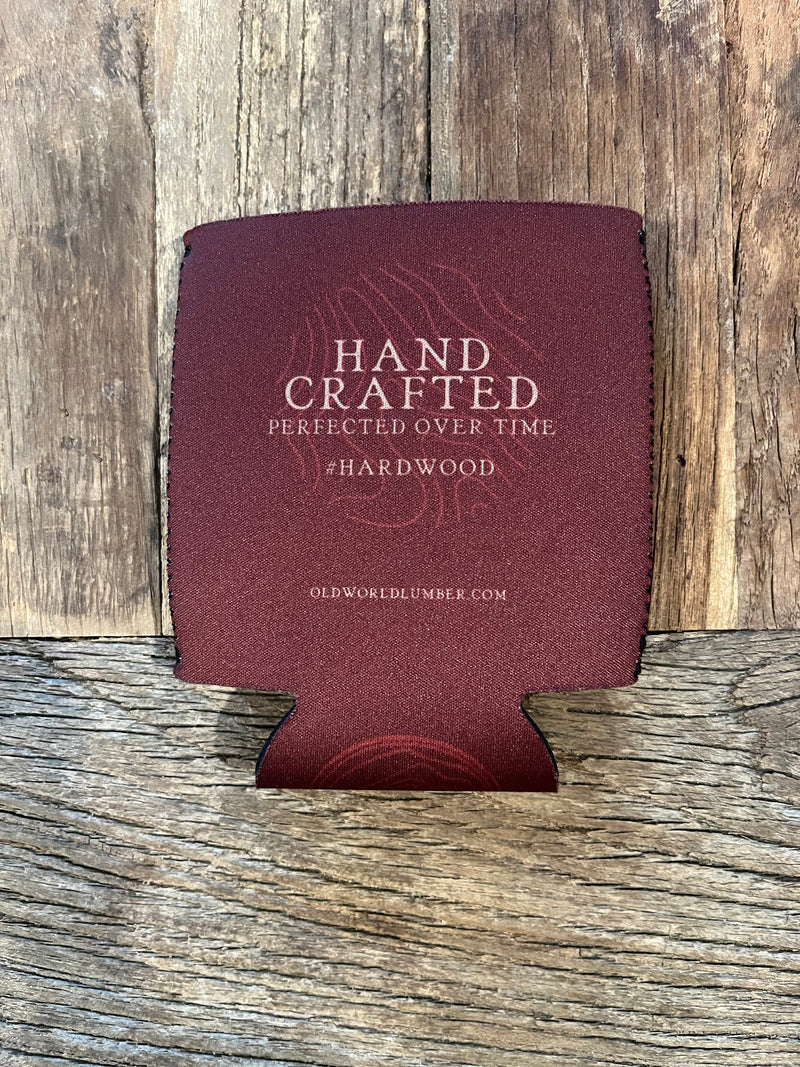 HAND
CRAFTED
PERFECTED OVER TIME
#HARDWOOD
OLDWORLDLUMBER.COM